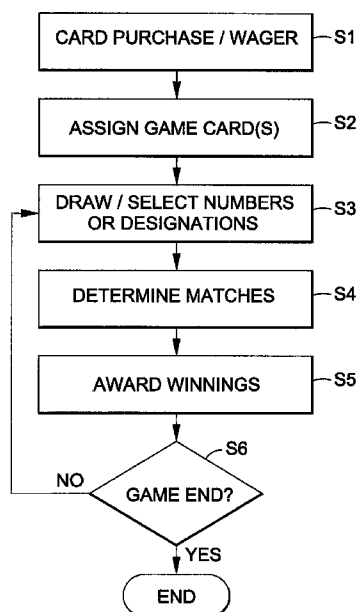 CARD PURCHASE / WAGER
S1
ASSIGN GAME CARD(S)
S2
DRAW / SELECT NUMBERS
OR DESIGNATIONS
S3
DETERMINE MATCHES
S4
AWARD WINNINGS
S5
S6
GAME END?
NO
YES
END